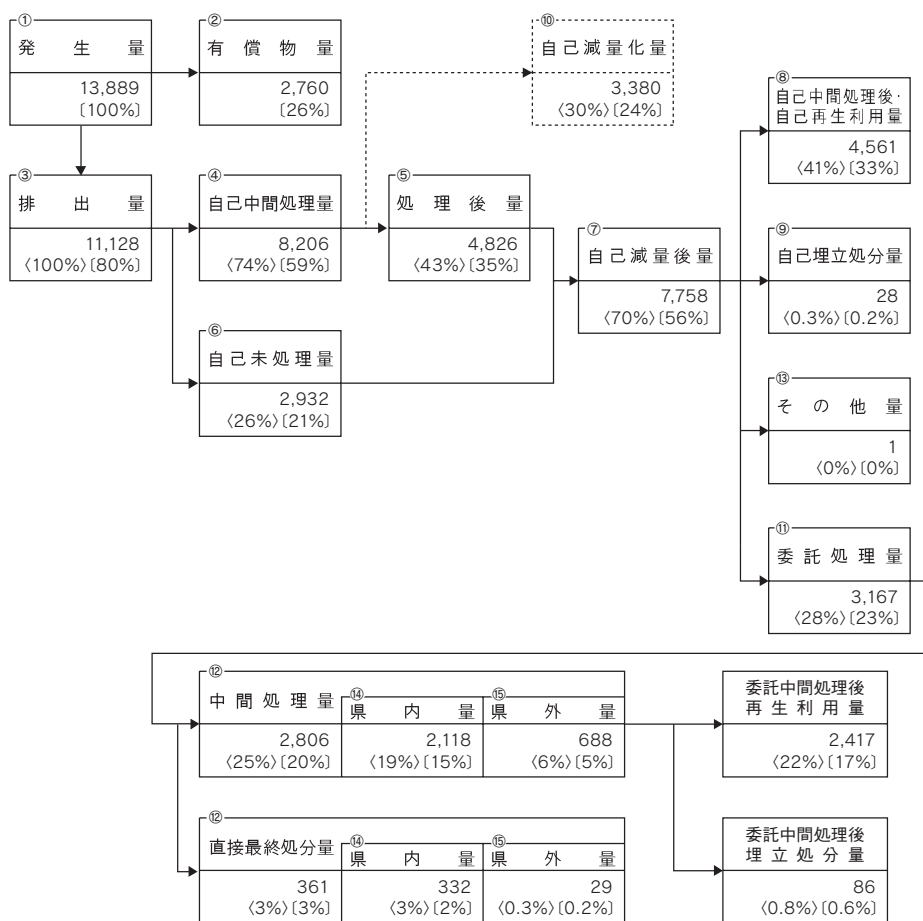 ①
発生量
13,889
〔100%〕
②
有償物量
2,760
〔26%〕
⑩
自己減量化量
3,380
〈30%〉〔24%〕
⑧
自己中間処理後・
自己再生利用量
4,561
〈41%〉〔33%〕
③
排出量
11,128
〈100%〉〔80%〕
④
自己中間処理量
8,206
〈74%〉〔59%〕
⑤
処理後量
4,826
〈43%〉〔35%〕
⑦
自己減量後量
7,758
〈70%〉〔56%〕
⑨
自己埋立処分量
28
〈0.3%〉〔0.2%〕
⑥
自己未処理量
2,932
〈26%〉〔21%〕
⑬
その他量
1
〈0%〉〔0%〕
⑪
委託処理量
3,167
〈28%〉〔23%〕
⑫
中間処理量
2,806
〈25%〉〔20%〕
⑭
県内量
2,118
〈19%〉〔15%〕
⑮
県外量
688
〈6%〉〔5%〕
委託中間処理後
再生利用量
2,417
〈22%〉〔17%〕
⑫
直接最終処分量
361
〈3%〉〔3%〕
⑭
県内量
332
〈3%〉〔2%〕
⑮
県外量
29
〈0.3%〉〔0.2%〕
委託中間処理後
埋立処分量
86
〈0.8%〉〔0.6%〕